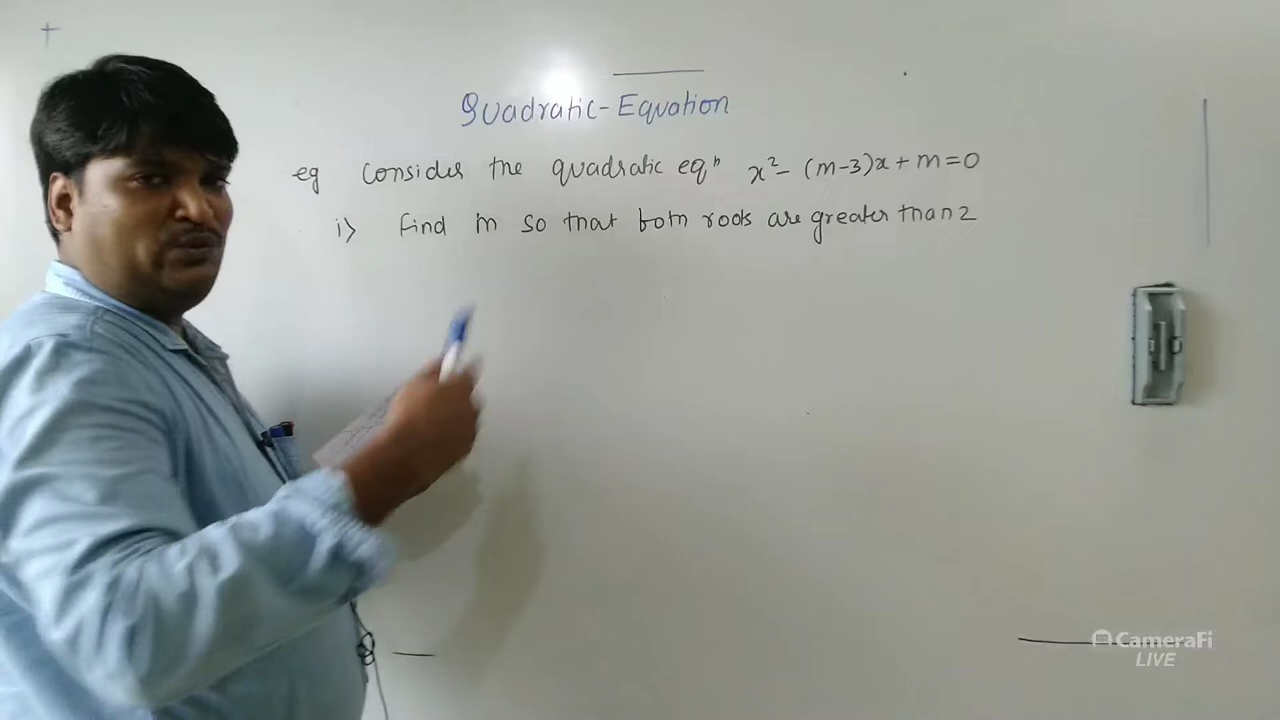 Quadratic-Equation
eg Consider the quadratic eqⁿ x² - (m-3)x + m = 0
i> Find m so that both roots are greater than 2
CameraFi
LIVE